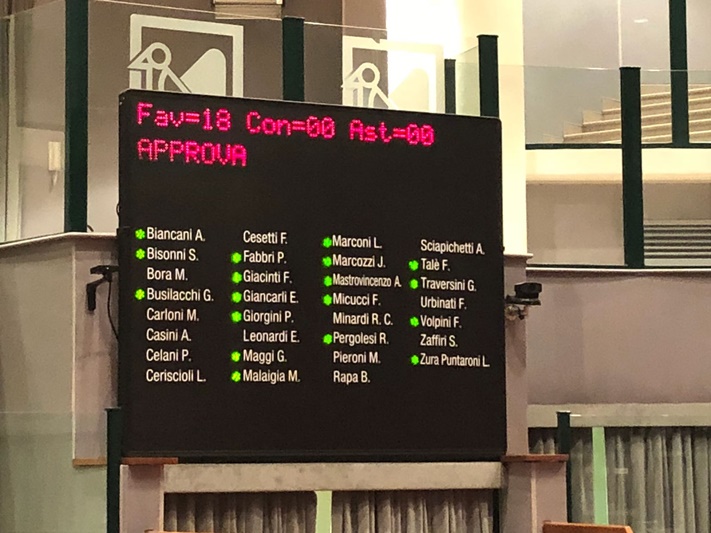 Fav=18 Con=00 Ast=00
APPROVA
Biancani A.
Bisonni S.
Bora M.
Busilacchi G.
Carloni M.
Casini A.
Celani P.
Ceriscioli L.
Cesetti F.
Fabbri P.
Giacinti F.
Giancarli E.
Giorgini P.
Leonardi E.
Maggi G.
Malaigia M.
Marconi L.
Marcozzi J.
Mastrovincenzo A.
Micucci F.
Minardi R. C.
Pergolesi R.
Pieroni M.
Rapa B.
Sciapichetti A.
Talè F.
Traversini G.
Urbinati F.
Volpini F.
Zaffiri S.
Zura Puntaroni L.